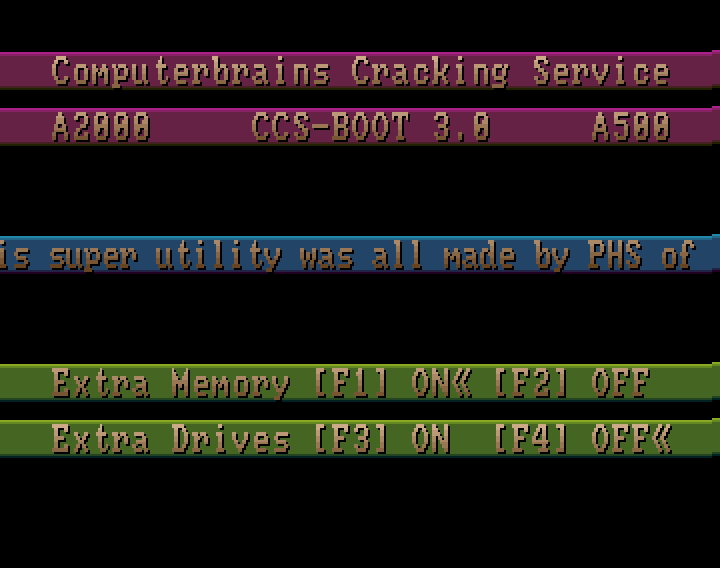 Computerbrains Cracking Service
A2000 CCS-BOOT 3.0 A500
is super utility was all made by PHS of
Extra Memory [F1] ON« [F2] OFF
Extra Drives [F3] ON [F4] OFF«